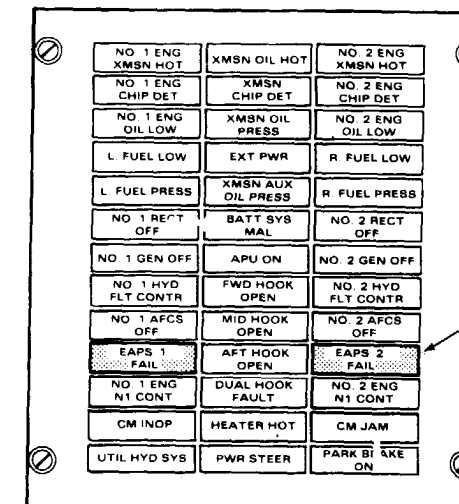 NO. 1 ENG
XMSN HOT
XMSN OIL HOT
NO. 2 ENG
XMSN HOT
NO. 1 ENG
CHIP DET
XMSN
CHIP DET
NO. 2 ENG
CHIP DET
NO. 1 ENG
OIL LOW
XMSN OIL
PRESS
NO. 2 ENG
OIL LOW
L. FUEL LOW
EXT PWR
R. FUEL LOW
L. FUEL PRESS
XMSN AUX
OIL PRESS
R. FUEL PRESS
NO. 1 RECT
OFF
BATT SYS
MAL
NO. 2 RECT
OFF
NO. 1 GEN OFF
APU ON
NO. 2 GEN OFF
NO. 1 HYD
FLT CONTR
FWD HOOK
OPEN
NO. 2 HYD
FLT CONTR
NO. 1 AFCS
OFF
MID HOOK
OPEN
NO. 2 AFCS
OFF
EAPS 1
FAIL
AFT HOOK
OPEN
EAPS 2
FAIL
NO. 1 ENG
N1 CONT
DUAL HOOK
FAULT
NO. 2 ENG
N1 CONT
CM INOP
HEATER HOT
CM JAM
UTIL HYD SYS
PWR STEER
PARK BRAKE
ON